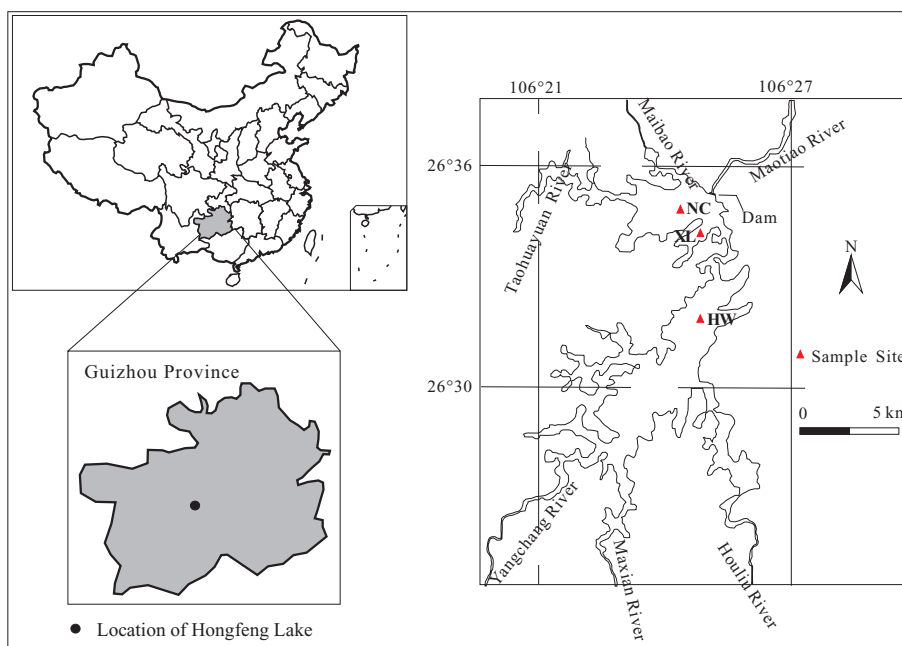 106°21
106°27
26°36
Maibao River
Maotiao River
Taohuayuan River
NC
Dam
XL
N
HW
Sample Site
Guizhou Province
26°30
0 5 km
Yangchang River
Maxian River
Houliu River
Location of Hongfeng Lake